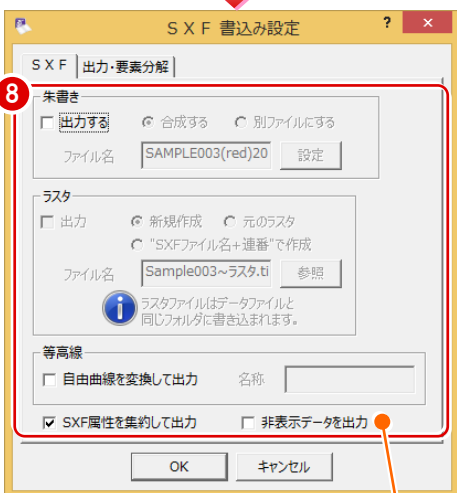 SXF 書込み設定
? ×
SXF 出力・要素分解
8
朱書き
出力する 合成する 別ファイルにする
ファイル名 SAMPLE003(red)20 設定
ラスタ
出力 新規作成 元のラスタ
"SXFファイル名+連番"で作成
ファイル名 Sample003~ラスタ.ti 参照
ラスタファイルはデータファイルと
同じフォルダに書き込まれます。
等高線
自由曲線を変換して出力 名称
SXF属性を集約して出力 非表示データを出力
OK キャンセル